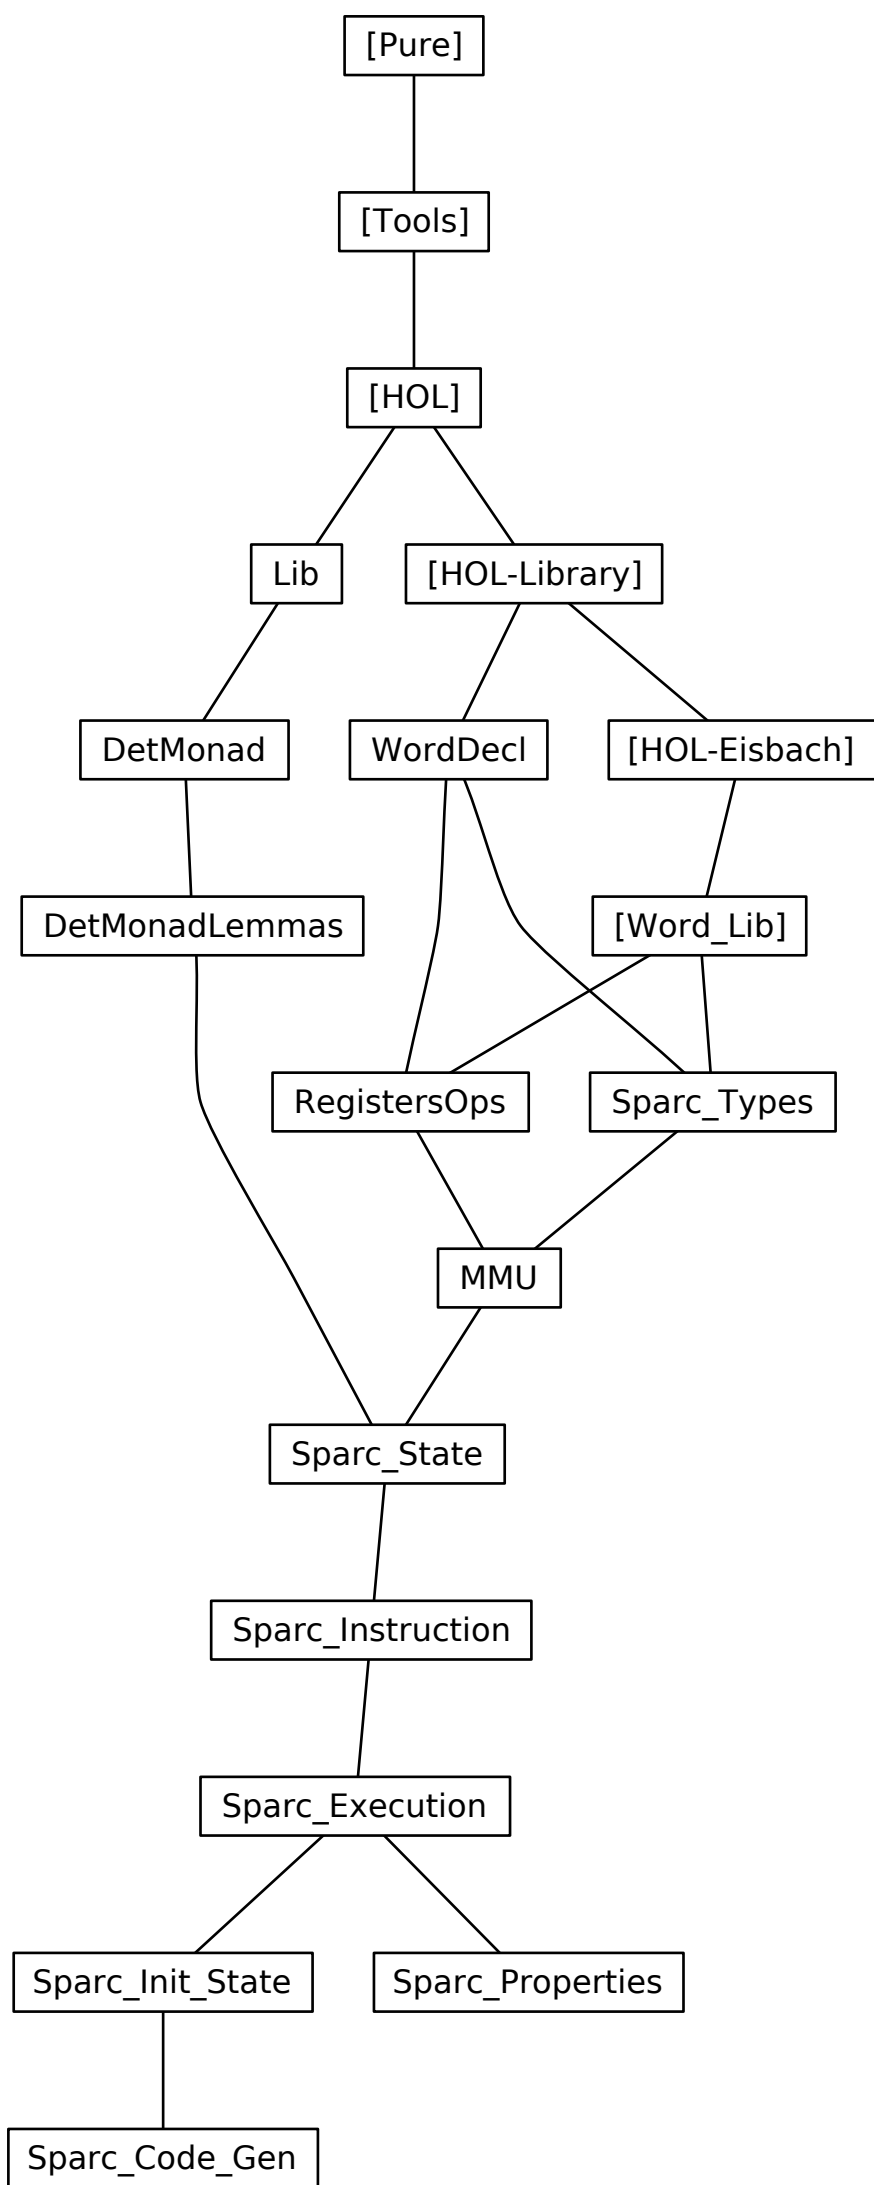 [Pure]
[Tools]
[HOL]
Lib
[HOL-Library]
DetMonad
WordDecl
[HOL-Eisbach]
DetMonadLemmas
[Word_Lib]
RegistersOps
Sparc_Types
MMU
Sparc_State
Sparc_Instruction
Sparc_Execution
Sparc_Init_State
Sparc_Properties
Sparc_Code_Gen